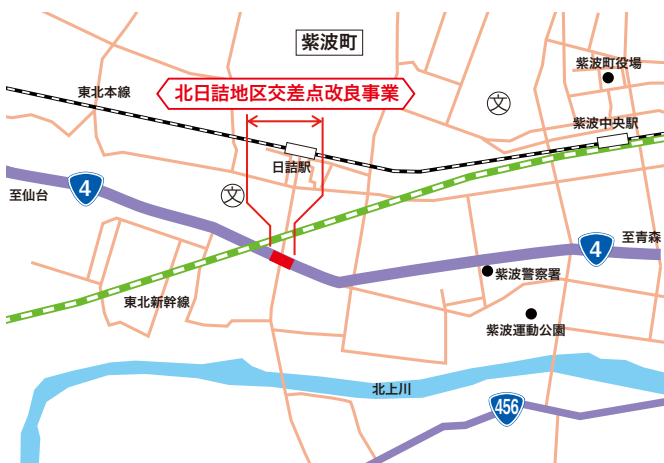 紫波町
紫波町役場
東北本線
北日詰地区交差点改良事業
文
紫波中央駅
日詰駅
4
至仙台
文
至青森
4
紫波警察署
東北新幹線
紫波運動公園
北上川
456